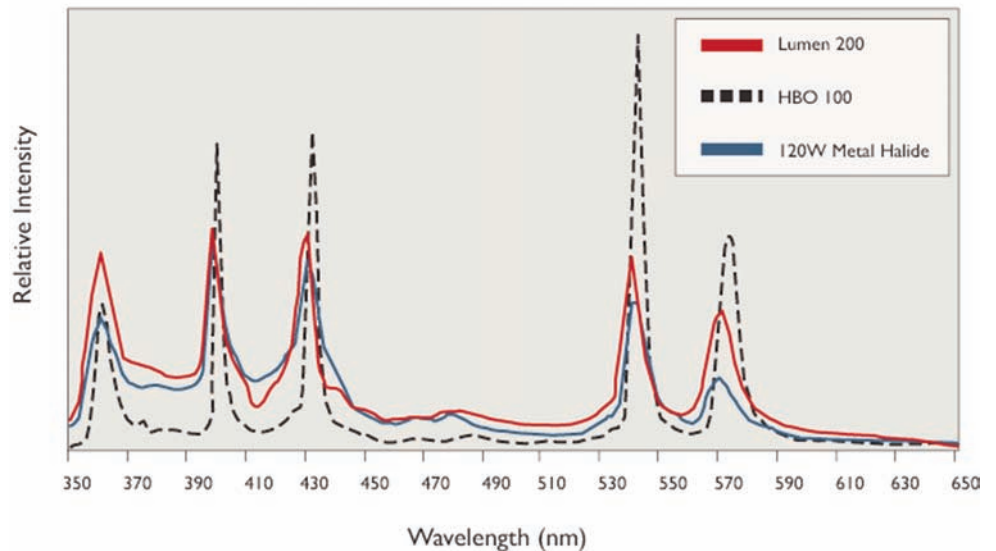 Relative Intensity
Lumen 200
HBO 100
120W Metal Halide
350 370 390 410 430 450 470 490 510 530 550 570 590 610 630 650
Wavelength (nm)